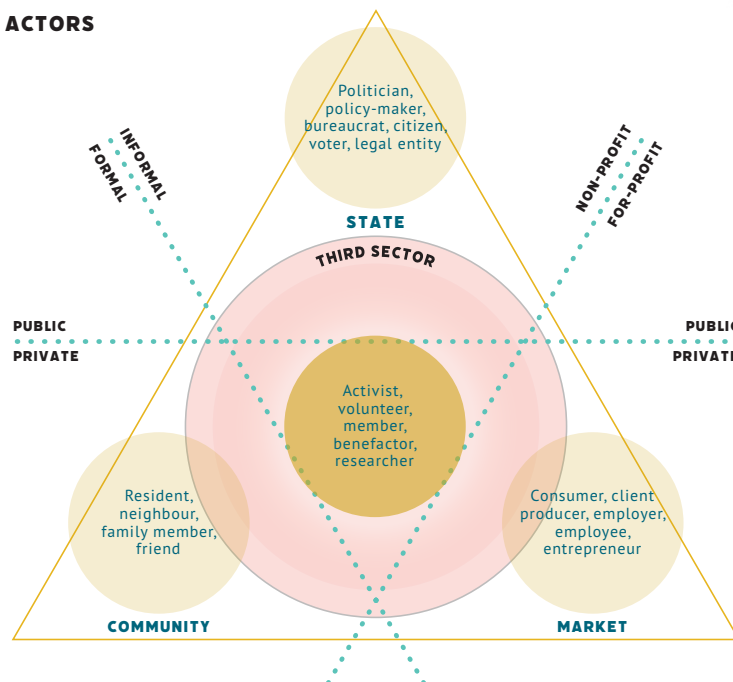 ACTORS
Politician,
policy-maker,
bureaucrat, citizen,
voter, legal entity
INFORMAL
FORMAL
NON-PROFIT
FOR-PROFIT
STATE
THIRD SECTOR
PUBLIC
PRIVATE
PUBLIC
PRIVATE
Activist,
volunteer,
member,
benefactor,
researcher
Resident,
neighbour,
family member,
friend
Consumer, client
producer, employer,
employee,
entrepreneur
COMMUNITY
MARKET